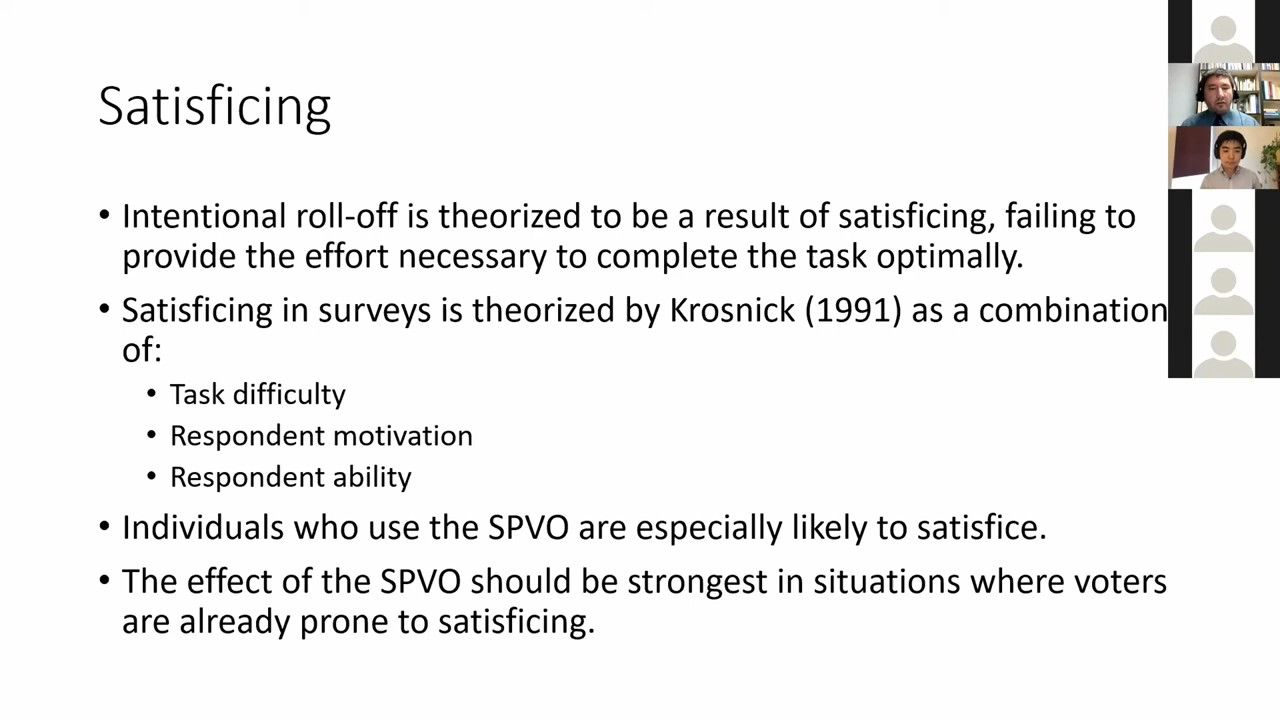 Satisficing
• Intentional roll-off is theorized to be a result of satisficing, failing to
provide the effort necessary to complete the task optimally.
• Satisficing in surveys is theorized by Krosnick (1991) as a combination
of:
• Task difficulty
• Respondent motivation
• Respondent ability
• Individuals who use the SPVO are especially likely to satisfice.
• The effect of the SPVO should be strongest in situations where voters
are already prone to satisficing.